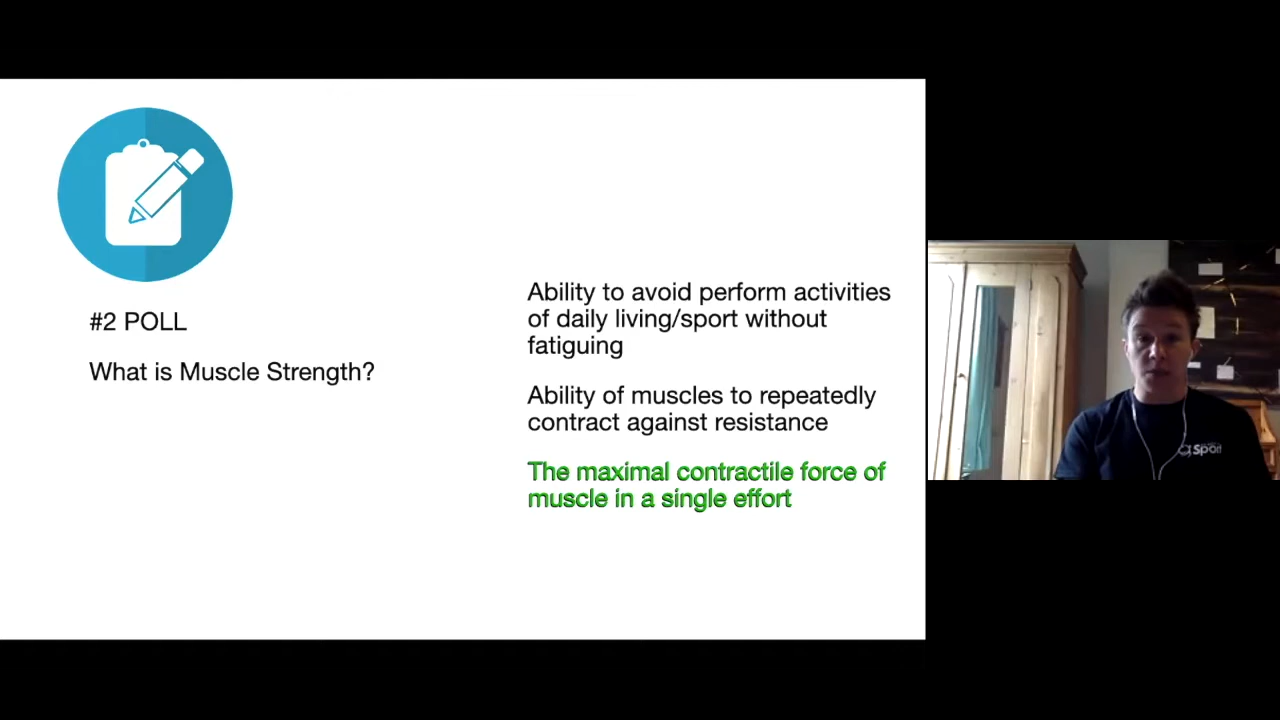 #2 POLL
What is Muscle Strength?
Ability to avoid perform activities
of daily living/sport without
fatiguing
Ability of muscles to repeatedly
contract against resistance
The maximal contractile force of
muscle in a single effort
Sport